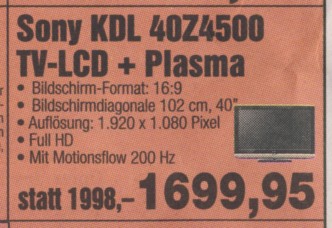 Sony KDL 40Z4500
TV-LCD + Plasma
• Bildschirm-Format: 16:9
• Bildschirmdiagonale 102 cm, 40"
• Auflösung: 1.920 x 1.080 Pixel
• Full HD
• Mit Motionsflow 200 Hz
statt 1998,- 1699,95